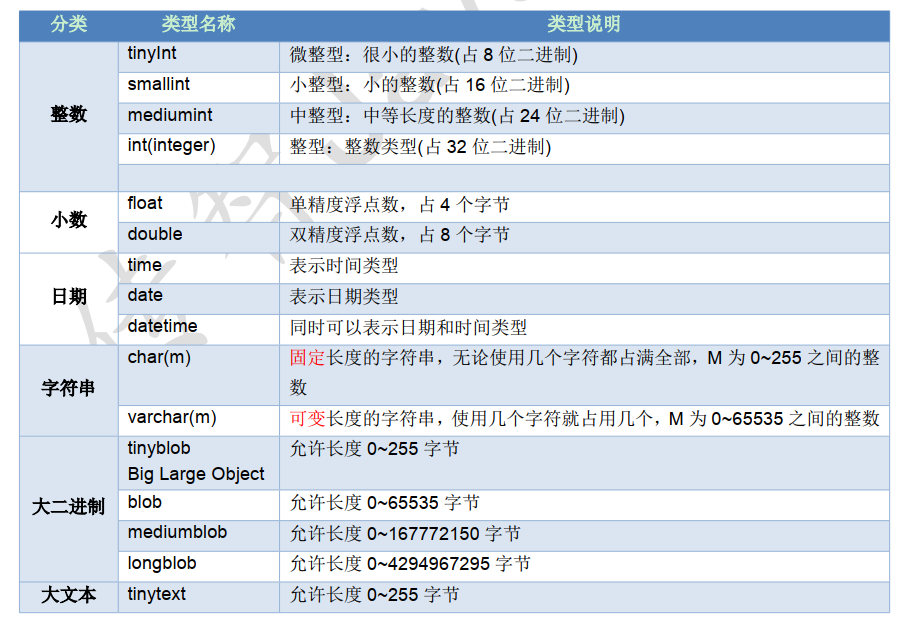 分类 类型名称 类型说明
整数
tinyInt 微整型：很小的整数(占 8 位二进制)
smallint 小整型：小的整数(占 16 位二进制)
mediumint 中整型：中等长度的整数(占 24 位二进制)
int(integer) 整型：整数类型(占 32 位二进制)
小数
float 单精度浮点数，占 4 个字节
double 双精度浮点数，占 8 个字节
日期
time 表示时间类型
date 表示日期类型
datetime 同时可以表示日期和时间类型
字符串
char(m) 固定长度的字符串，无论使用几个字符都占满全部，M 为 0~255 之间的整
数
varchar(m) 可变长度的字符串，使用几个字符就占用几个，M 为 0~65535 之间的整数
大二进制
tinyblob 允许长度 0~255 字节
Big Large Object
blob 允许长度 0~65535 字节
mediumblob 允许长度 0~167772150 字节
longblob 允许长度 0~4294967295 字节
大文本
tinytext 允许长度 0~255 字节